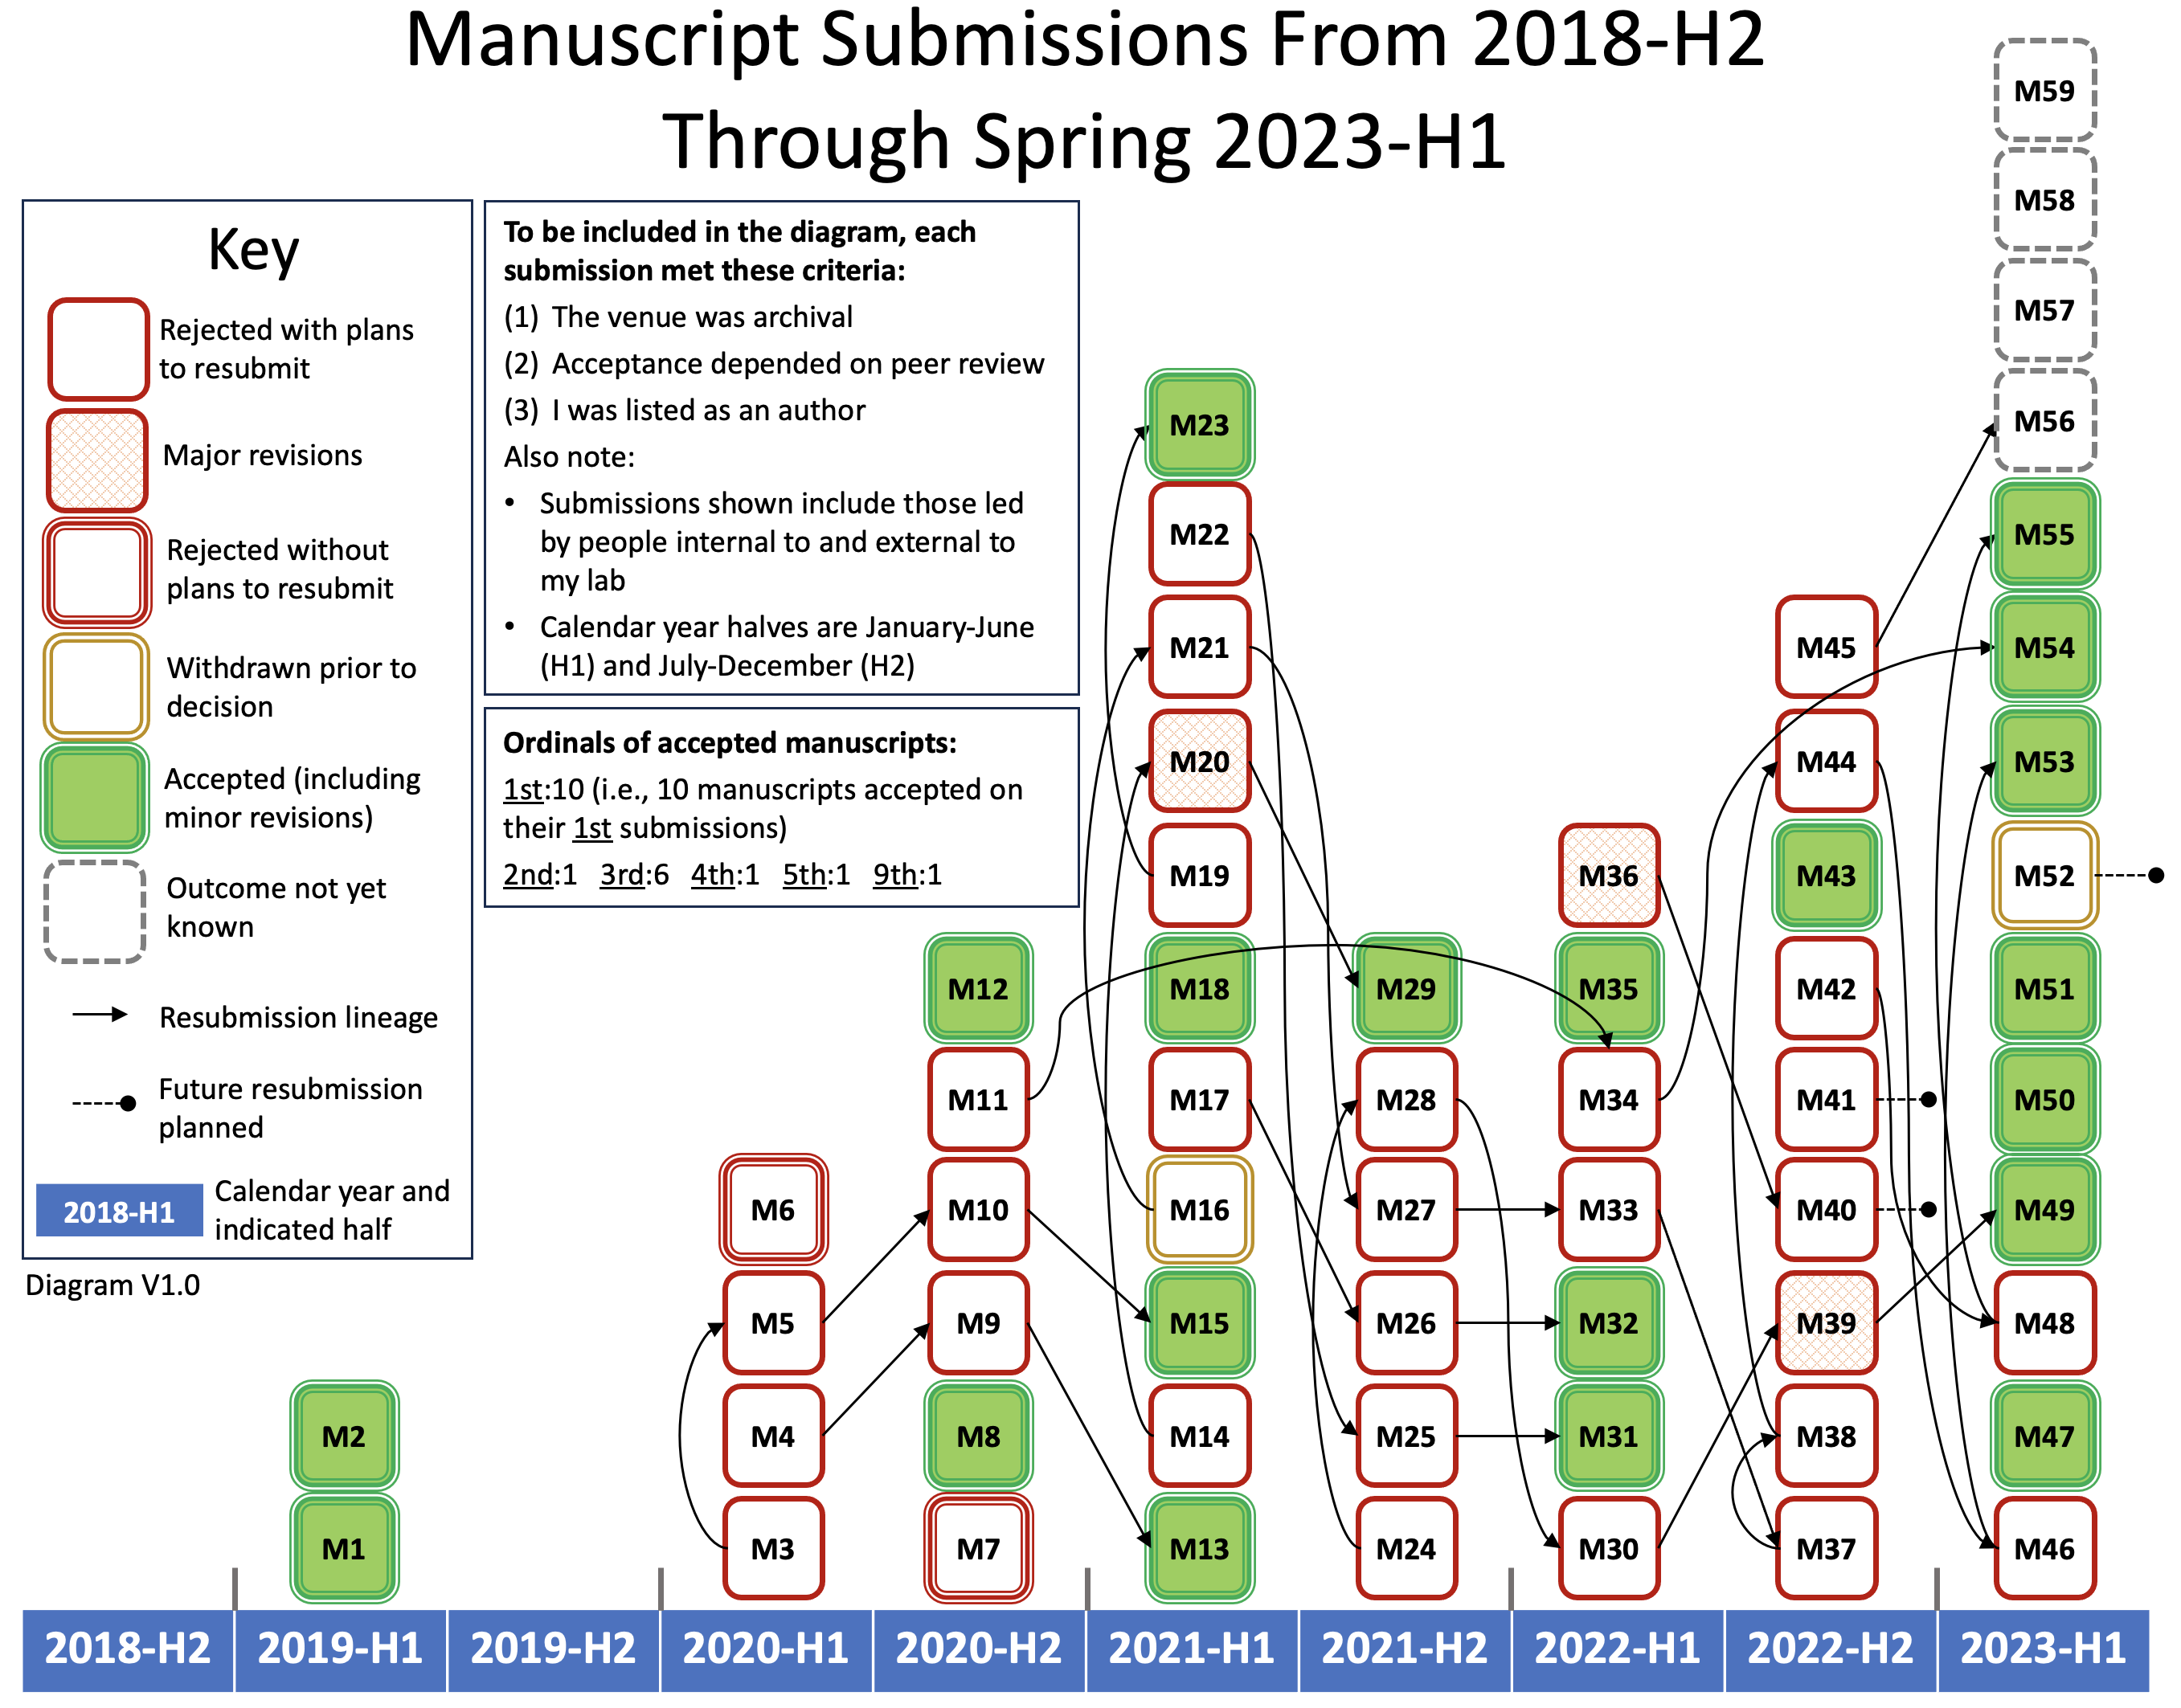 Manuscript Submissions From 2018-H2
Through Spring 2023-H1
Key
Rejected with plans
to resubmit
Major revisions
Rejected without
plans to resubmit
Withdrawn prior to
decision
Accepted (including
minor revisions)
Outcome not yet
known
Resubmission lineage
Future resubmission
planned
2018-H1
Calendar year and
indicated half
Diagram V1.0
To be included in the diagram, each
submission met these criteria:
(1) The venue was archival
(2) Acceptance depended on peer review
(3) I was listed as an author
Also note:
• Submissions shown include those led
by people internal to and external to
my lab
• Calendar year halves are January-June
(H1) and July-December (H2)
Ordinals of accepted manuscripts:
1st:10 (i.e., 10 manuscripts accepted on
their 1st submissions)
2nd:1 3rd:6 4th:1 5th:1 9th:1
M2
M1
M6
M5
M4
M3
M12
M11
M10
M9
M8
M7
M23
M22
M21
M20
M19
M18
M17
M16
M15
M14
M13
M29
M28
M27
M26
M25
M24
M36
M35
M34
M33
M32
M31
M30
M45
M44
M43
M42
M41
M40
M39
M38
M37
M59
M58
M57
M56
M55
M54
M53
M52
M51
M50
M49
M48
M47
M46
2018-H2
2019-H1
2019-H2
2020-H1
2020-H2
2021-H1
2021-H2
2022-H1
2022-H2
2023-H1